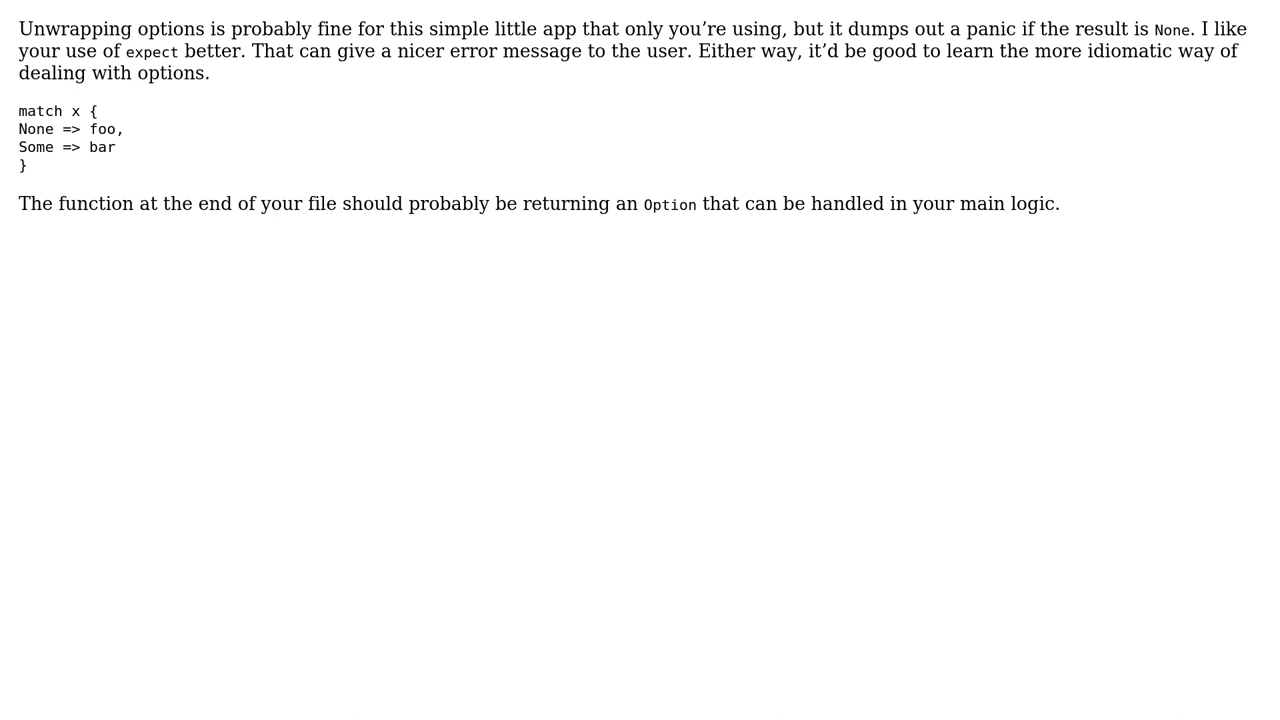 Unwrapping options is probably fine for this simple little app that only you’re using, but it dumps out a panic if the result is None. I like
your use of expect better. That can give a nicer error message to the user. Either way, it’d be good to learn the more idiomatic way of
dealing with options.
match x {
None => foo,
Some => bar
}
The function at the end of your file should probably be returning an Option that can be handled in your main logic.